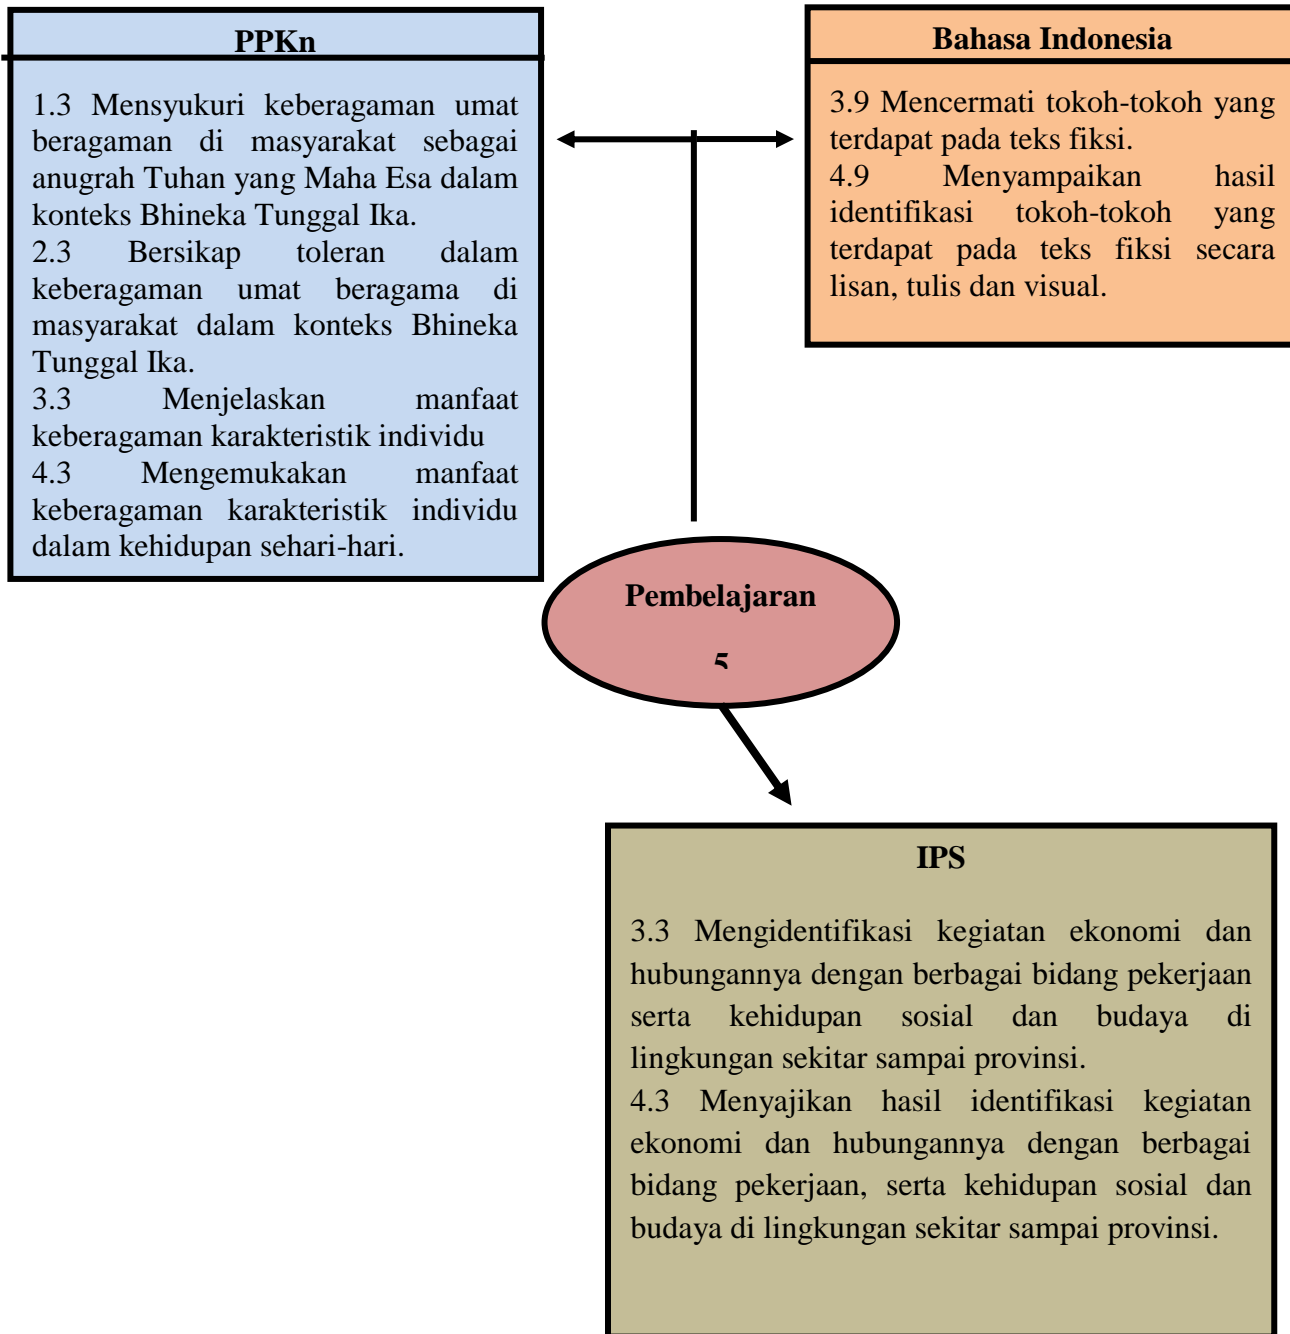 PPKn
1.3 Mensyukuri keberagaman umat
beragaman di masyarakat sebagai
anugrah Tuhan yang Maha Esa dalam
konteks Bhineka Tunggal Ika.
2.3 Bersikap toleran dalam
keberagaman umat beragama di
masyarakat dalam konteks Bhineka
Tunggal Ika.
3.3 Menjelaskan manfaat
keberagaman karakteristik individu
4.3 Mengemukakan manfaat
keberagaman karakteristik individu
dalam kehidupan sehari-hari.
Bahasa Indonesia
3.9 Mencermati tokoh-tokoh yang
terdapat pada teks fiksi.
4.9 Menyampaikan hasil
identifikasi tokoh-tokoh yang
terdapat pada teks fiksi secara
lisan, tulis dan visual.
Pembelajaran
5
IPS
3.3 Mengidentifikasi kegiatan ekonomi dan
hubungannya dengan berbagai bidang pekerjaan
serta kehidupan sosial dan budaya di
lingkungan sekitar sampai provinsi.
4.3 Menyajikan hasil identifikasi kegiatan
ekonomi dan hubungannya dengan berbagai
bidang pekerjaan, serta kehidupan sosial dan
budaya di lingkungan sekitar sampai provinsi.